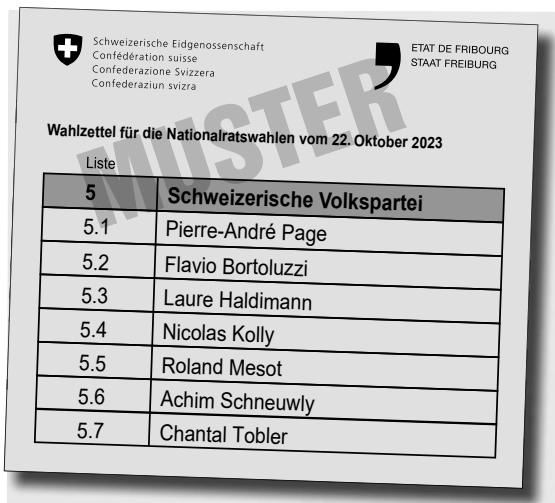 Schweizerische Eidgenossenschaft
Confédération suisse
Confederazione Svizzera
Confederaziun svizra
ETAT DE FRIBOURG
STAAT FREIBURG
MUSTER
Wahlzettel für die Nationalratswahlen vom 22. Oktober 2023
Liste
5 Schweizerische Volkspartei
5.1 Pierre-André Page
5.2 Flavio Bortoluzzi
5.3 Laure Haldimann
5.4 Nicolas Kolly
5.5 Roland Mesot
5.6 Achim Schneuwly
5.7 Chantal Tobler